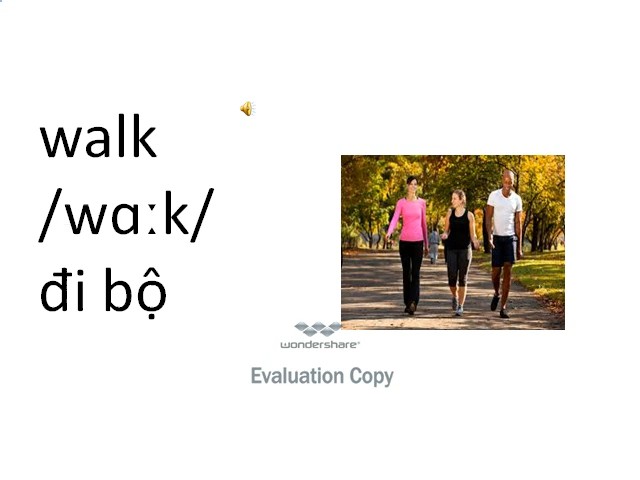 walk
/wɑːk/
đi bộ
wondershare®
Evaluation Copy